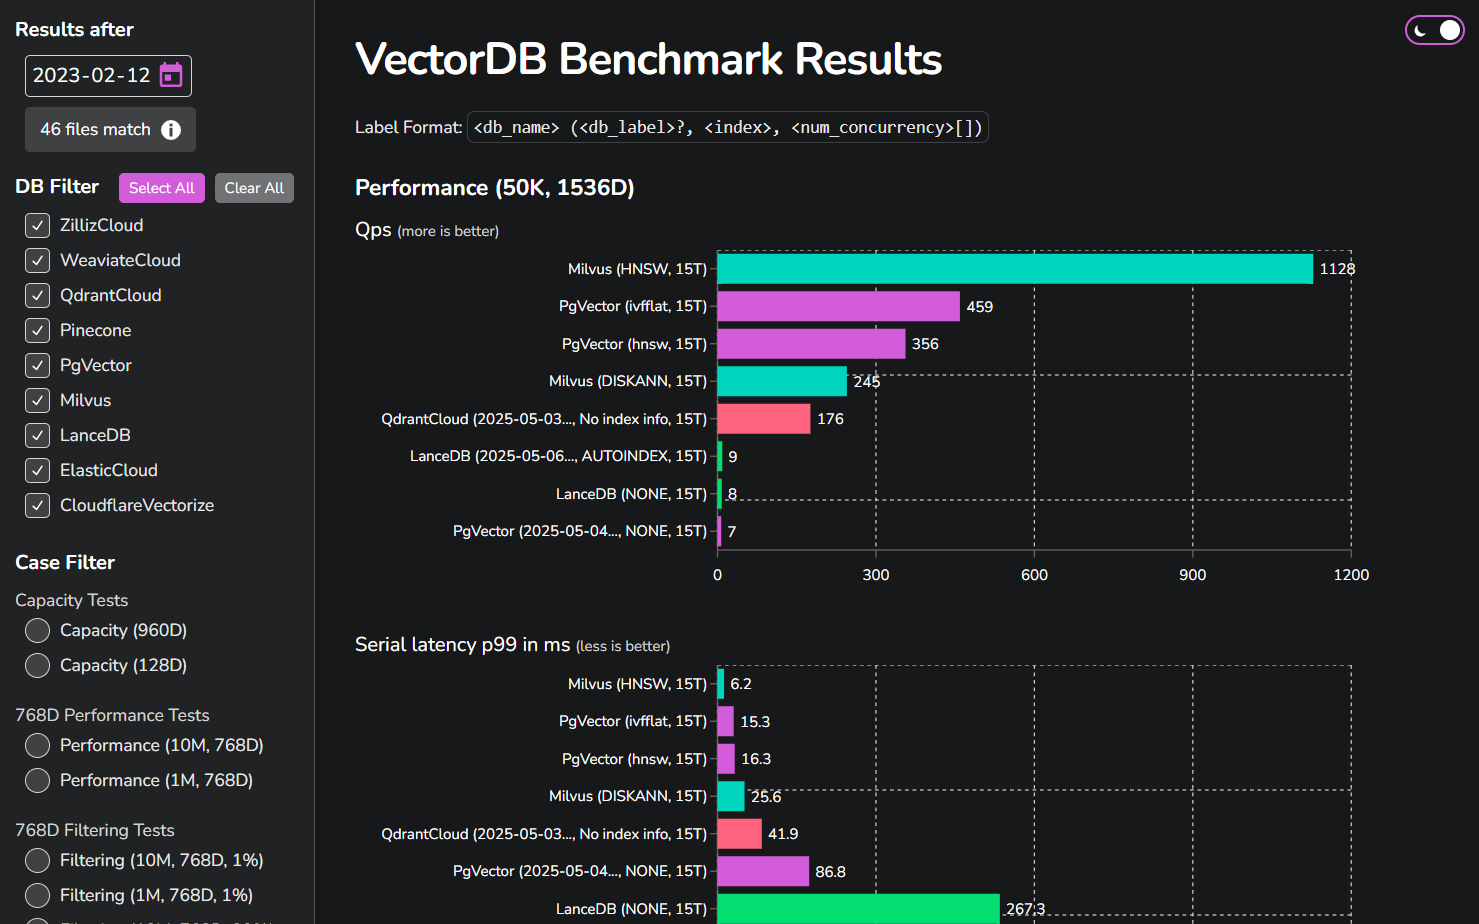 Results after
2023-02-12
46 files match
DB Filter
Select All
Clear All
ZillizCloud
WeaviateCloud
QdrantCloud
Pinecone
PgVector
Milvus
LanceDB
ElasticCloud
CloudflareVectorize
Case Filter
Capacity Tests
Capacity (960D)
Capacity (128D)
768D Performance Tests
Performance (10M, 768D)
Performance (1M, 768D)
768D Filtering Tests
Filtering (10M, 768D, 1%)
Filtering (1M, 768D, 1%)
VectorDB Benchmark Results
Label Format: <db_name> (<db_label>?, <index>, <num_concurrency>[])
Performance (50K, 1536D)
Qps (more is better)
Milvus (HNSW, 15T) 1128
PgVector (ivfflat, 15T) 459
PgVector (hnsw, 15T) 356
Milvus (DISKANN, 15T) 245
QdrantCloud (2025-05-03..., No index info, 15T) 176
LanceDB (2025-05-06..., AUTOINDEX, 15T) 9
LanceDB (NONE, 15T) 8
PgVector (2025-05-04..., NONE, 15T) 7
0 300 600 900 1200
Serial latency p99 in ms (less is better)
Milvus (HNSW, 15T) 6.2
PgVector (ivfflat, 15T) 15.3
PgVector (hnsw, 15T) 16.3
Milvus (DISKANN, 15T) 25.6
QdrantCloud (2025-05-03..., No index info, 15T) 41.9
PgVector (2025-05-04..., NONE, 15T) 86.8
LanceDB (NONE, 15T) 267.3